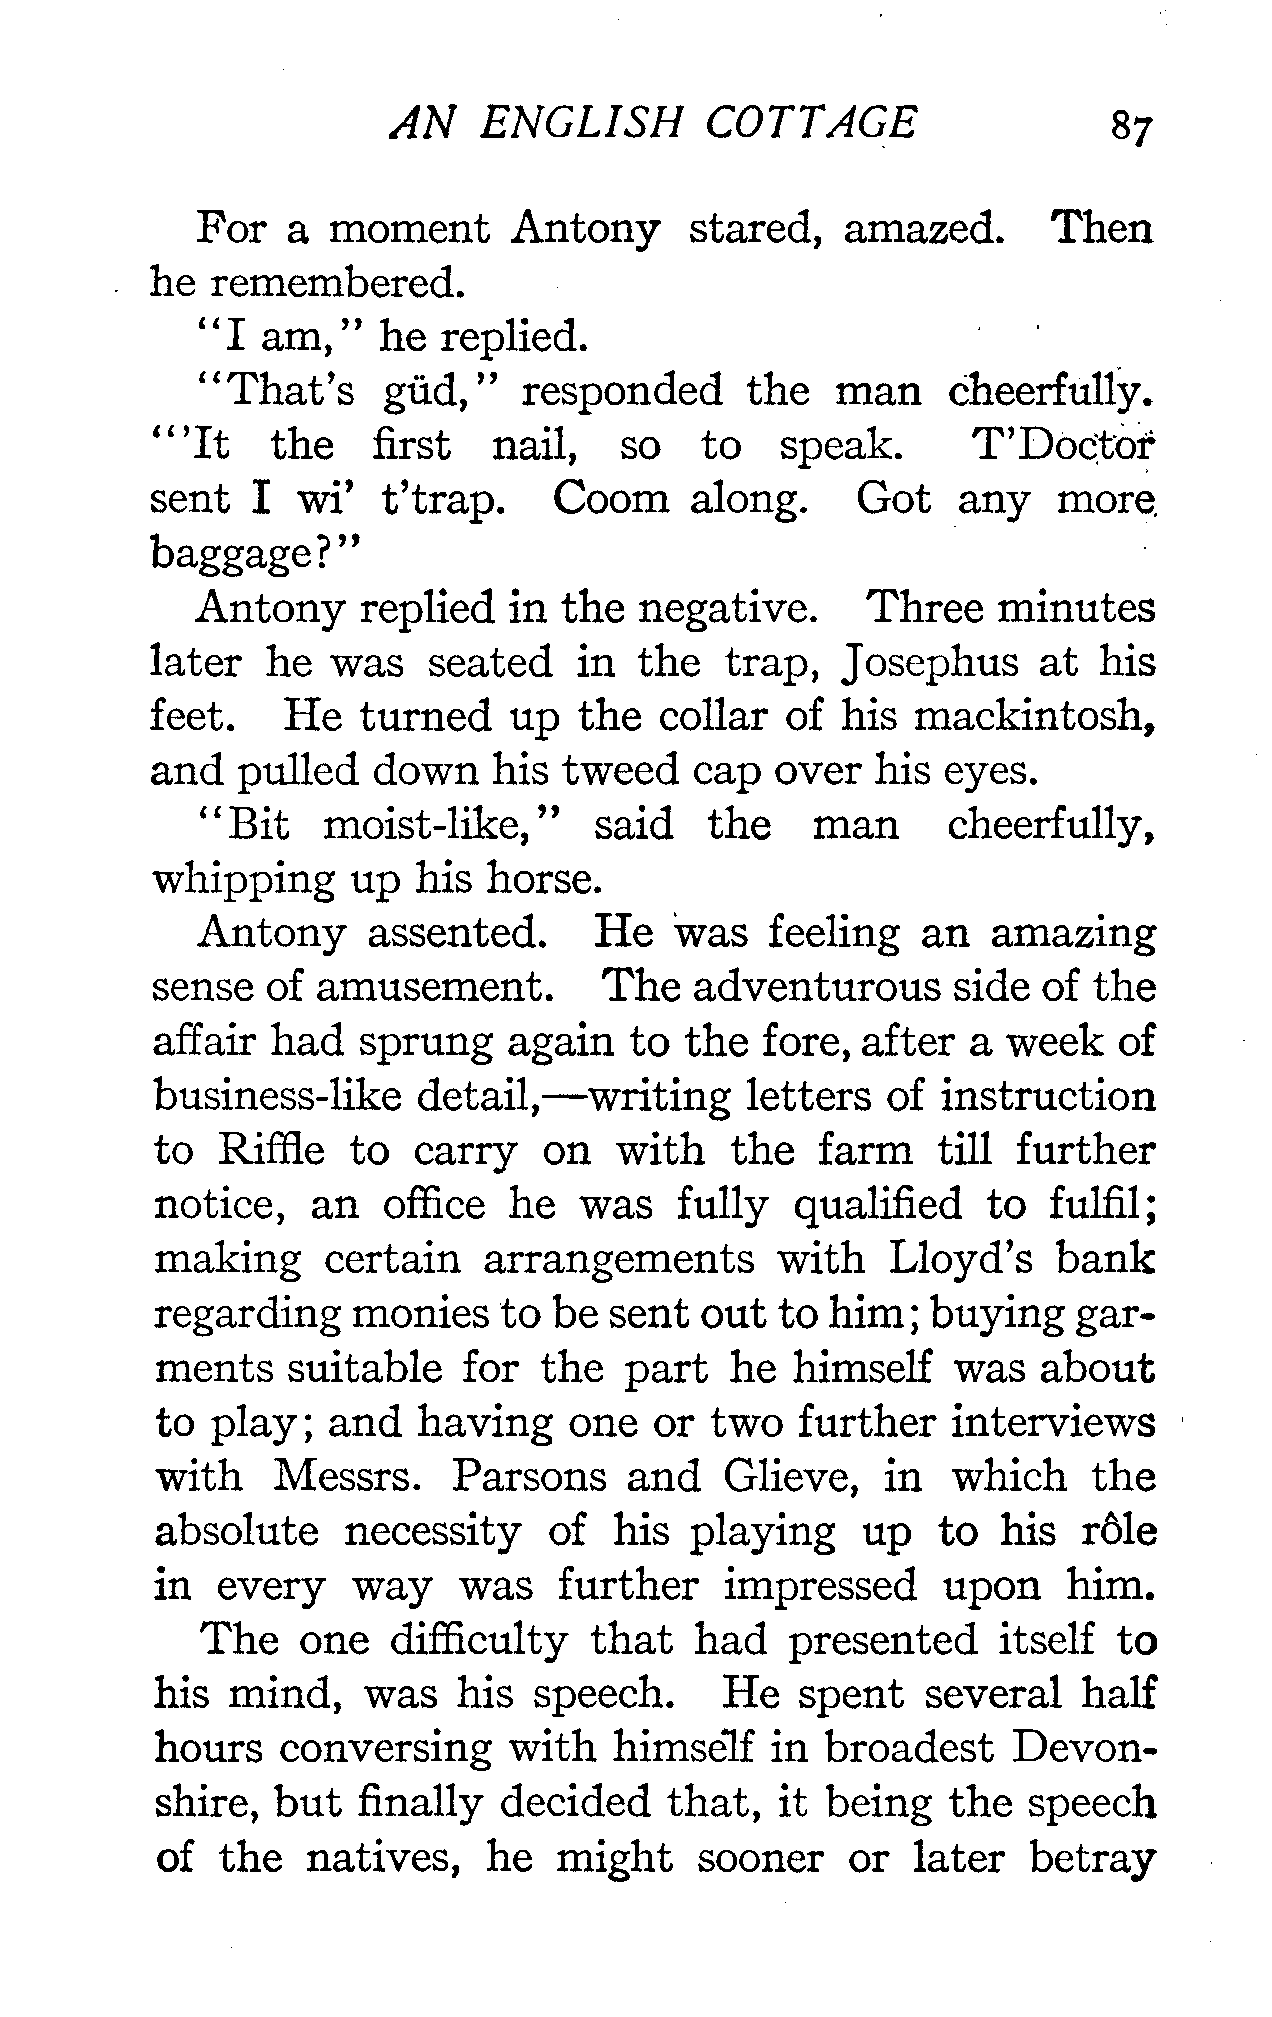 AN ENGLISH COTTAGE 87
For a moment Antony stared, amazed. Then
he remembered.
"I am," he replied.
"That's güd," responded the man cheerfully.
"'It the first nail, so to speak. T'Doctor
sent I wi' t'trap. Coom along. Got any more
baggage?"
Antony replied in the negative. Three minutes
later he was seated in the trap, Josephus at his
feet. He turned up the collar of his mackintosh,
and pulled down his tweed cap over his eyes.
"Bit moist-like," said the man cheerfully,
whipping up his horse.
Antony assented. He was feeling an amazing
sense of amusement. The adventurous side of the
affair had sprung again to the fore, after a week of
business-like detail,—writing letters of instruction
to Riffle to carry on with the farm till further
notice, an office he was fully qualified to fulfil;
making certain arrangements with Lloyd's bank
regarding monies to be sent out to him; buying gar-
ments suitable for the part he himself was about
to play; and having one or two further interviews
with Messrs. Parsons and Glieve, in which the
absolute necessity of his playing up to his rôle
in every way was further impressed upon him.
The one difficulty that had presented itself to
his mind, was his speech. He spent several half
hours conversing with himself in broadest Devon-
shire, but finally decided that, it being the speech
of the natives, he might sooner or later betray